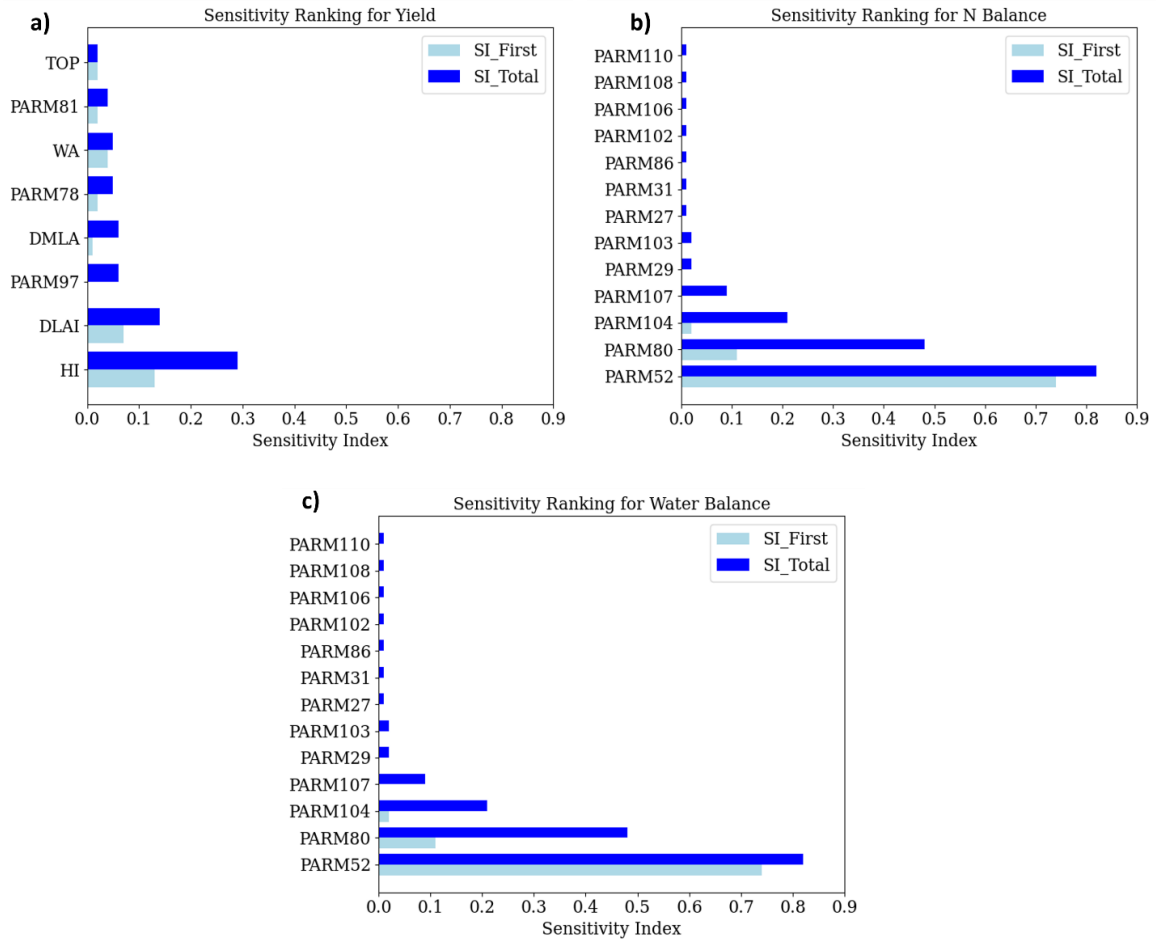 a)
Sensitivity Ranking for Yield
SI_First
SI_Total
TOP
PARM81
WA
PARM78
DMLA
PARM97
DLAI
HI
0.0 0.1 0.2 0.3 0.4 0.5 0.6 0.7 0.8 0.9
Sensitivity Index
b)
Sensitivity Ranking for N Balance
SI_First
SI_Total
PARM110
PARM108
PARM106
PARM102
PARM86
PARM31
PARM27
PARM103
PARM29
PARM107
PARM104
PARM80
PARM52
0.0 0.1 0.2 0.3 0.4 0.5 0.6 0.7 0.8 0.9
Sensitivity Index
c)
Sensitivity Ranking for Water Balance
SI_First
SI_Total
PARM110
PARM108
PARM106
PARM102
PARM86
PARM31
PARM27
PARM103
PARM29
PARM107
PARM104
PARM80
PARM52
0.0 0.1 0.2 0.3 0.4 0.5 0.6 0.7 0.8 0.9
Sensitivity Index